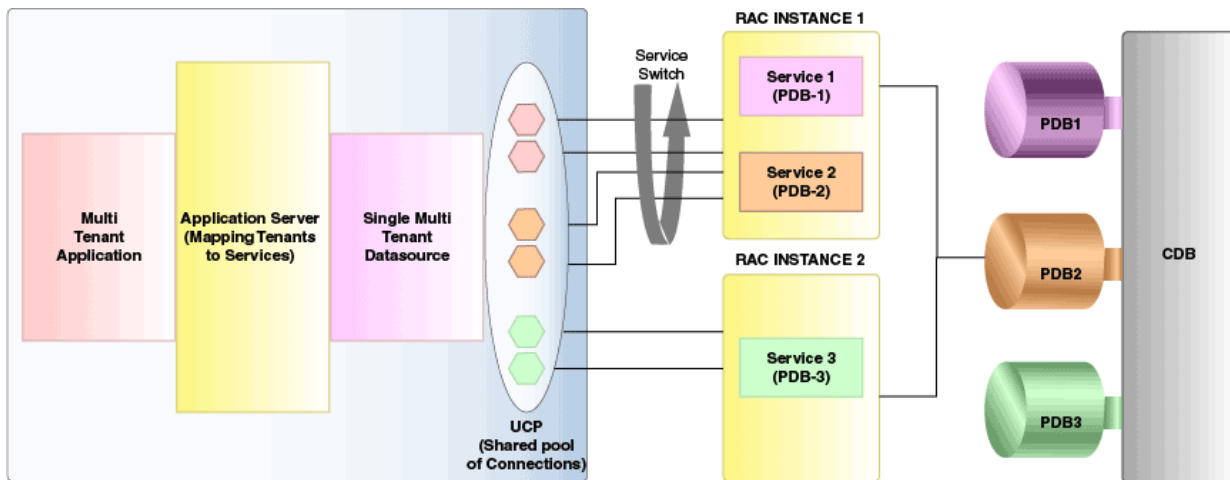 Multi
Tenant
Application
Application Server
(Mapping Tenants
to Services)
Single Multi
Tenant
Datasource
UCP
(Shared pool
of Connections)
Service
Switch
RAC INSTANCE 1
Service 1
(PDB-1)
Service 2
(PDB-2)
RAC INSTANCE 2
Service 3
(PDB-3)
PDB1
PDB2
PDB3
CDB